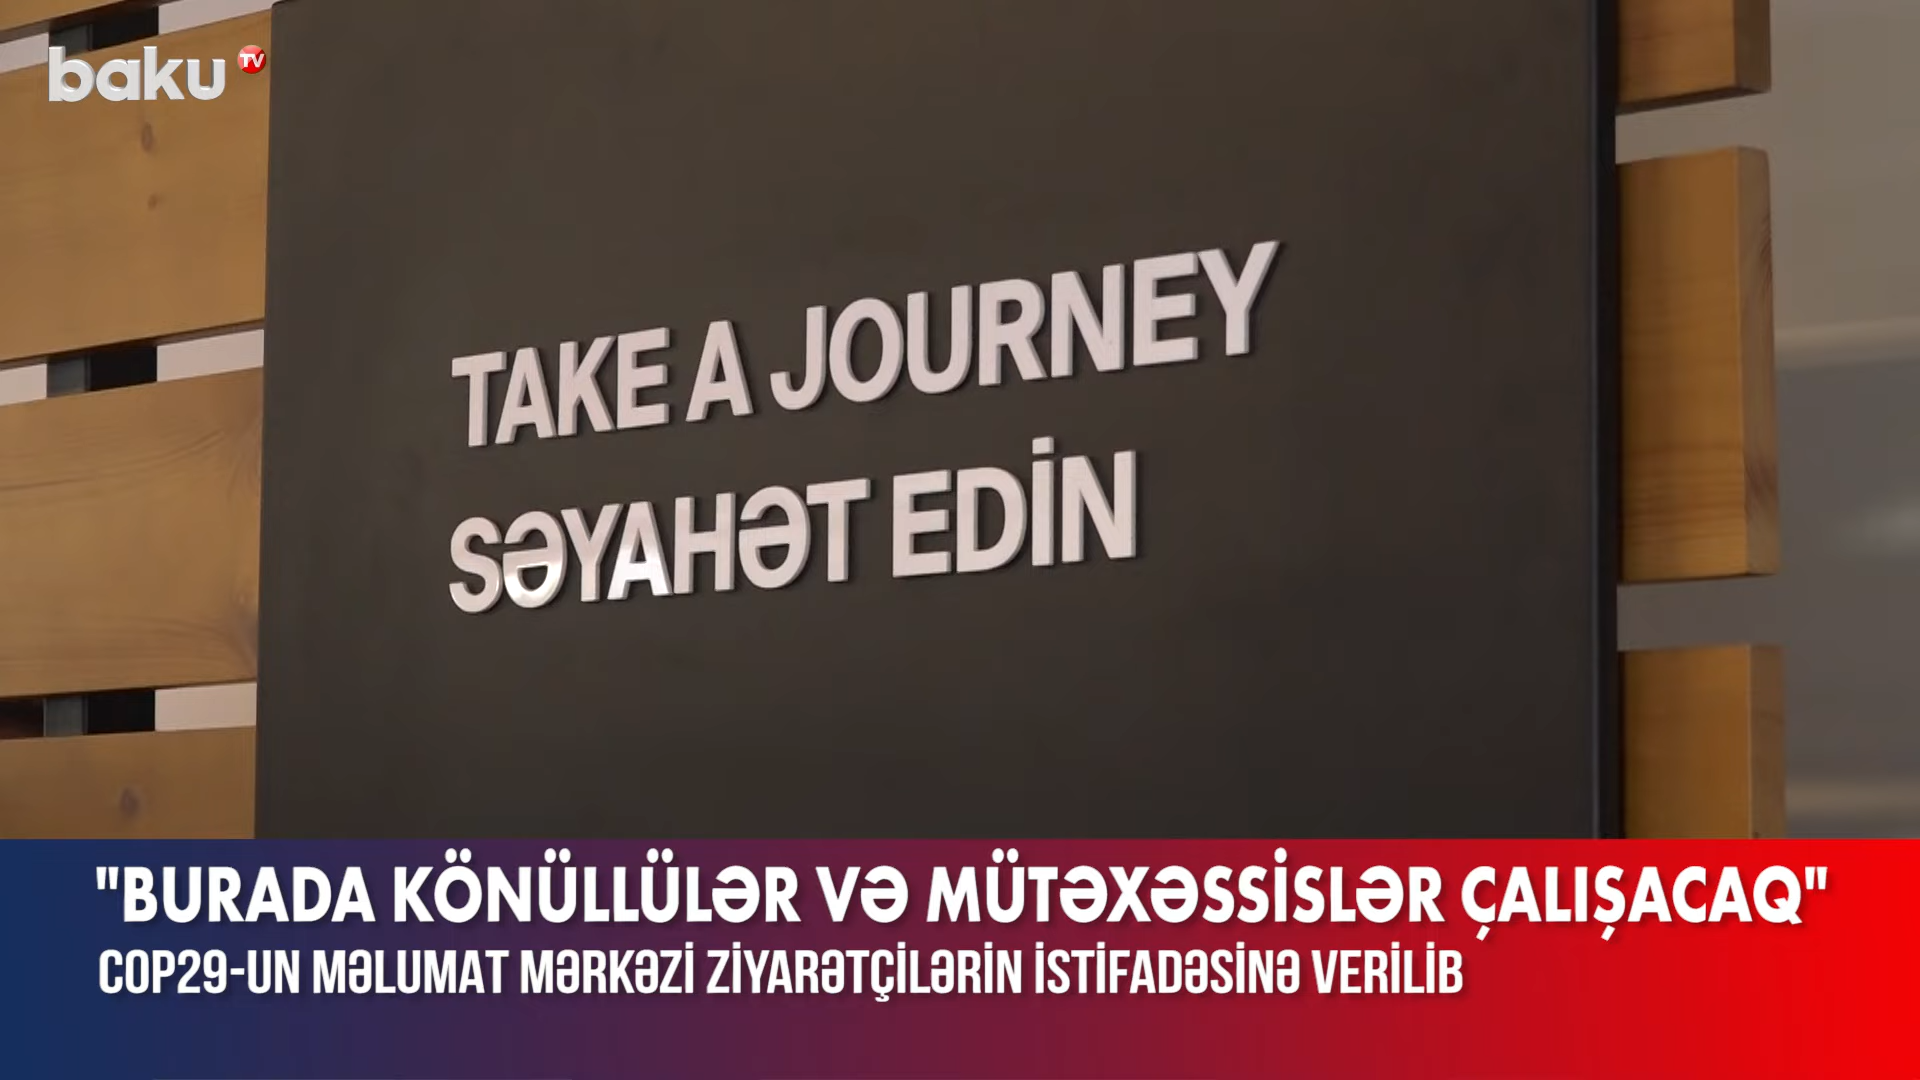 baku TV
TAKE A JOURNEY
SƏYAHƏT EDİN
"BURADA KÖNÜLLÜLƏR VƏ MÜTƏXƏSSİSLƏR ÇALIŞACAQ"
COP29-UN MƏLUMAT MƏRKƏZİ ZİYARƏTÇİLƏRİN İSTİFADƏSİNƏ VERİLİB